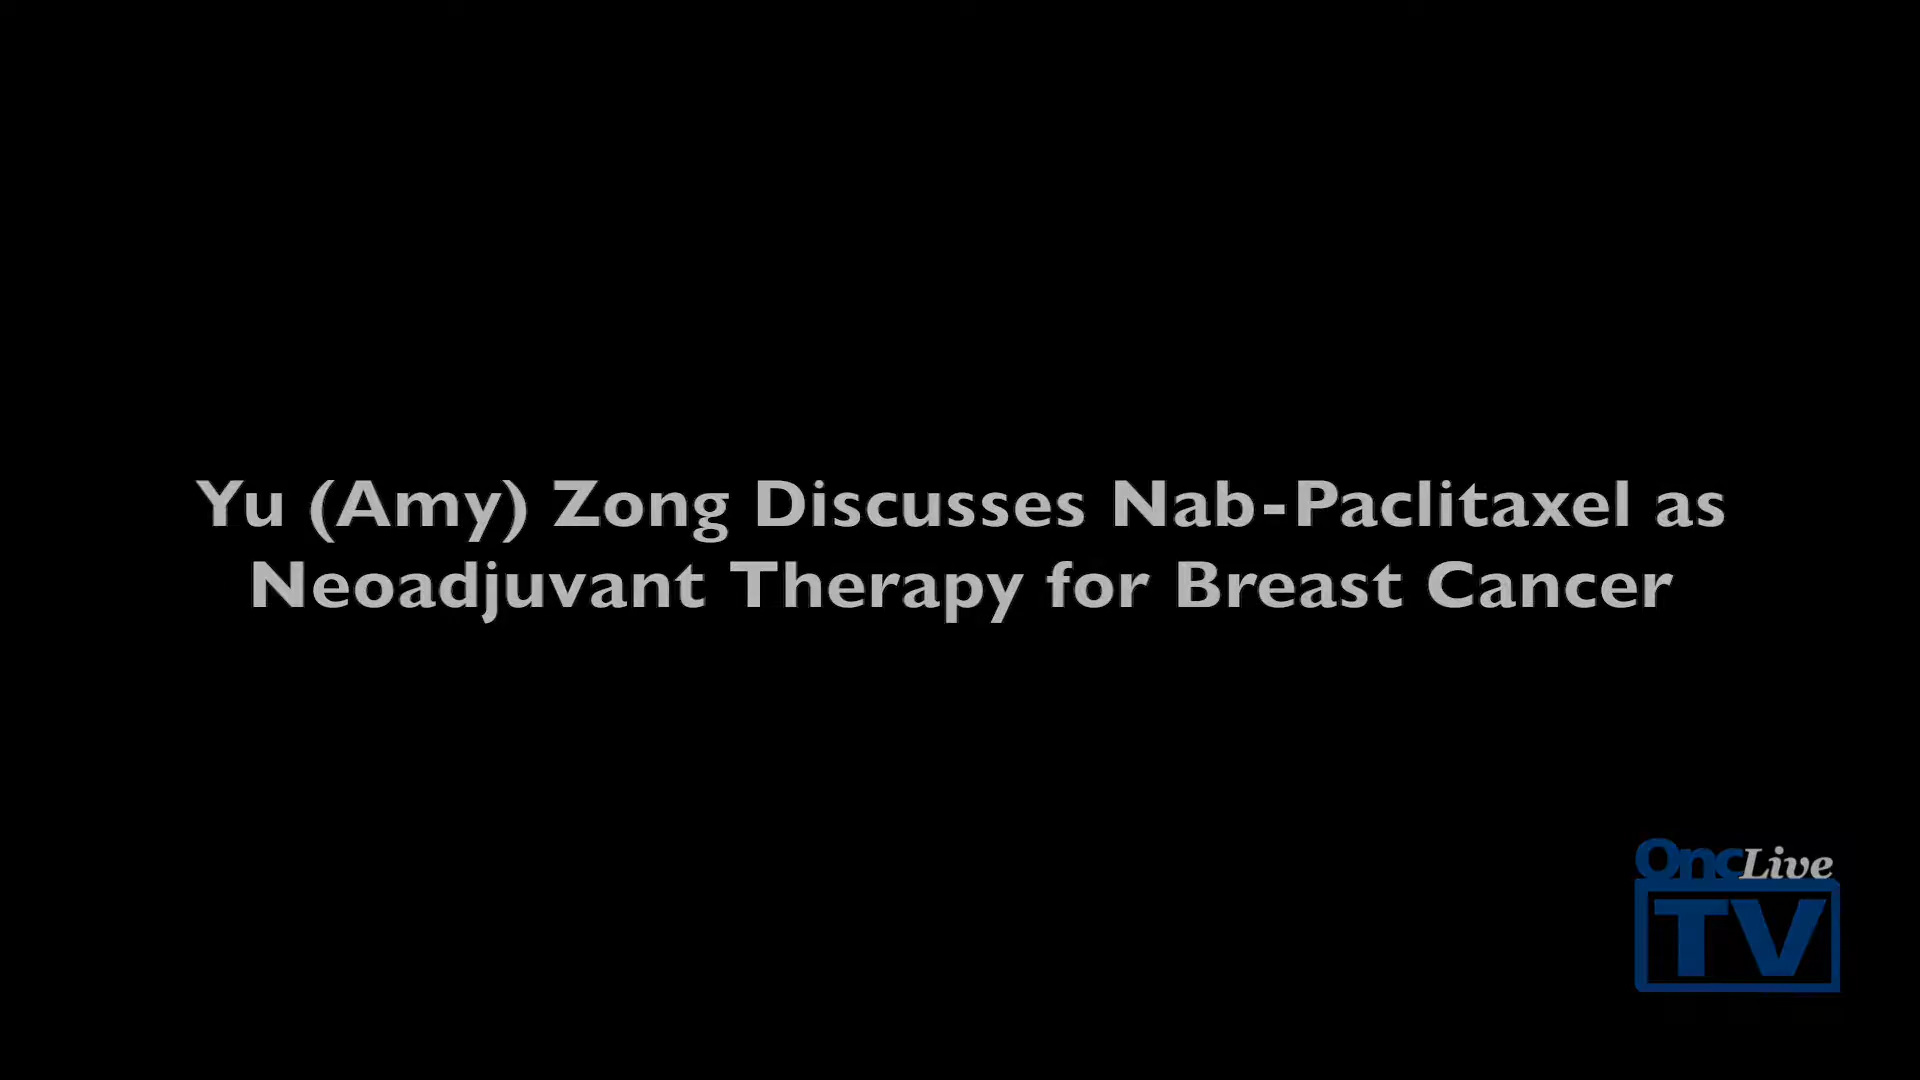 Yu (Amy) Zong Discusses Nab-Paclitaxel as
Neoadjuvant Therapy for Breast Cancer
OncLive
TV